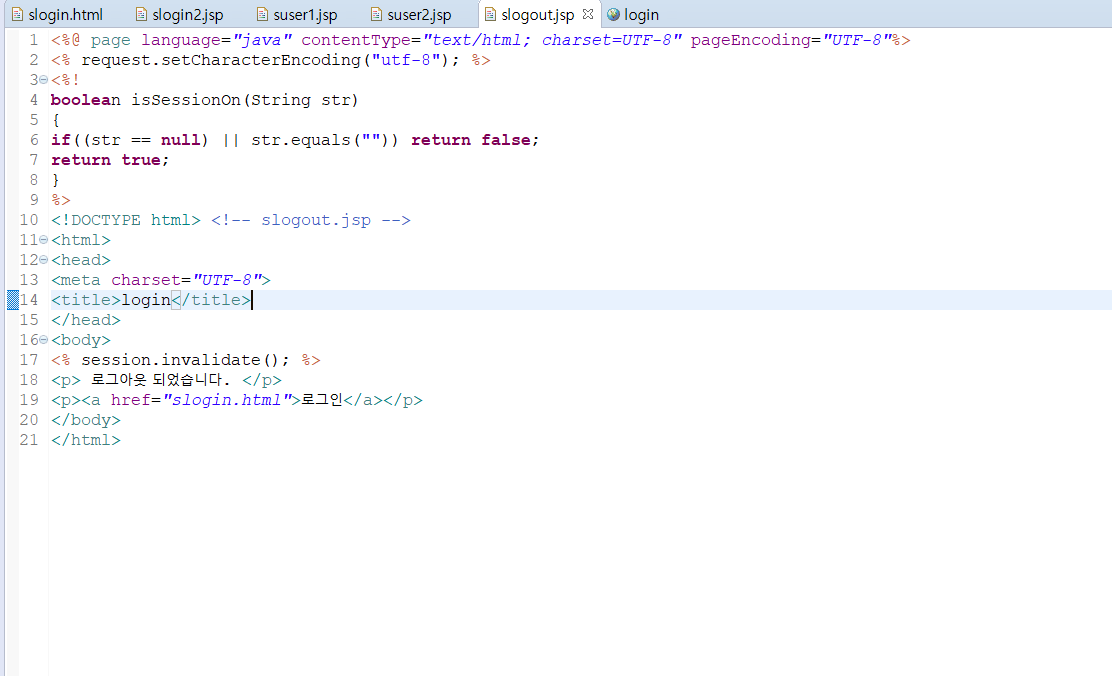 slogin.html slogin2.jsp suser1.jsp suser2.jsp slogout.jsp login
1 <%@ page language="java" contentType="text/html; charset=UTF-8" pageEncoding="UTF-8"%>
2 <% request.setCharacterEncoding("utf-8"); %>
3 <%!
4 boolean isSessionOn(String str)
5 {
6 if((str == null) || str.equals("")) return false;
7 return true;
8 }
9 %>
10 <!DOCTYPE html> <!-- slogout.jsp -->
11 <html>
12 <head>
13 <meta charset="UTF-8">
14 <title>login</title>
15 </head>
16 <body>
17 <% session.invalidate(); %>
18 <p> 로그아웃 되었습니다. </p>
19 <p><a href="slogin.html">로그인</a></p>
20 </body>
21 </html>